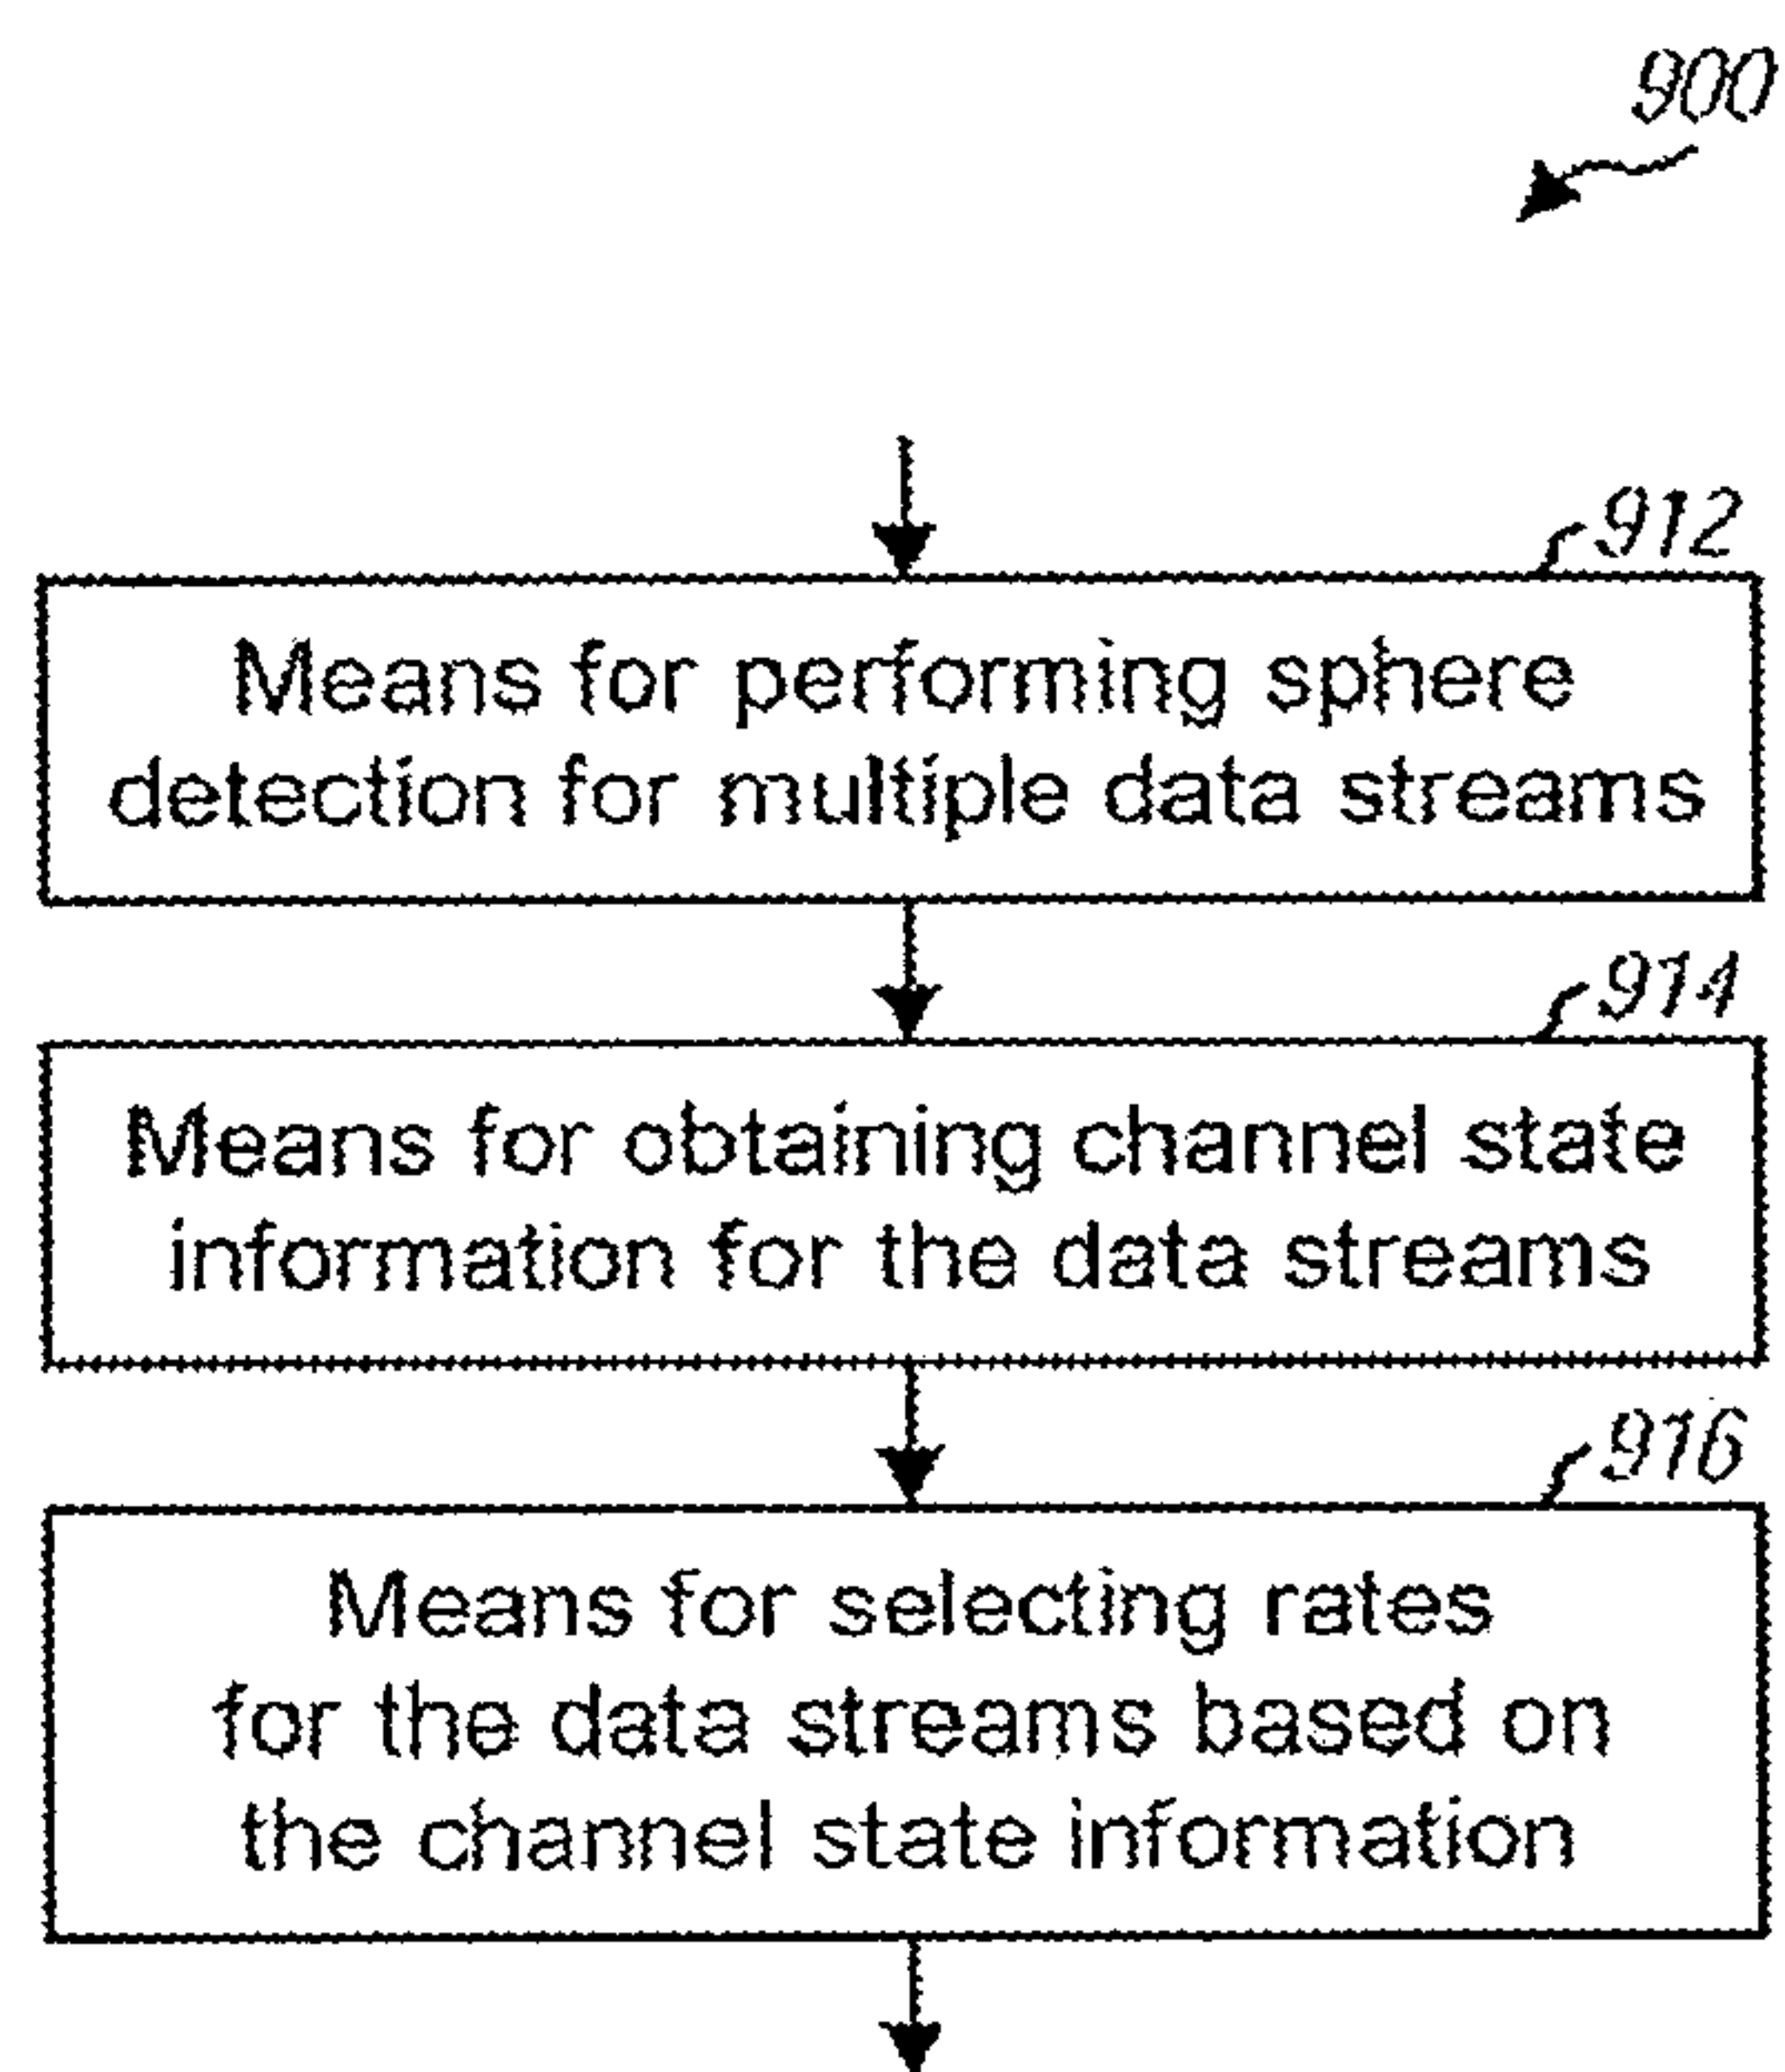 900
912
Means for performing sphere
detection for multiple data streams
914
Means for obtaining channel state
information for the data streams
916
Means for selecting rates
for the data streams based on
the channel state information